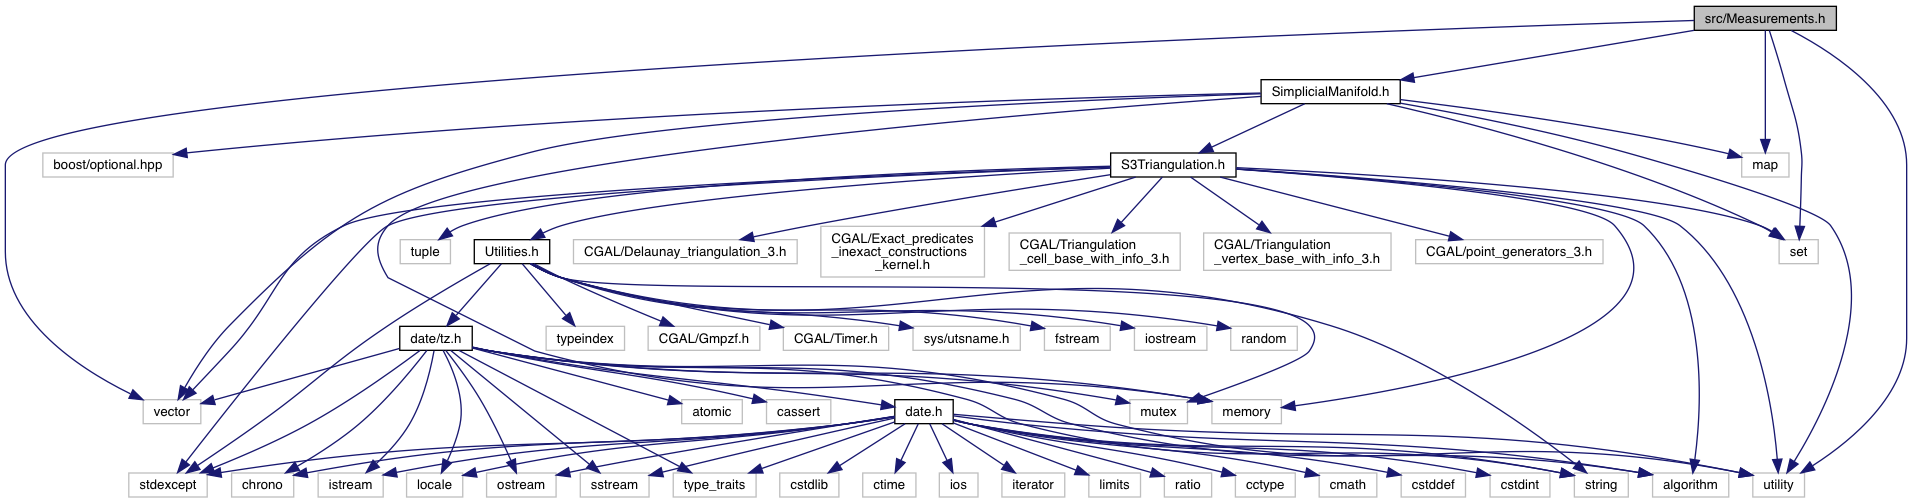 src/Measurements.h
SimplicialManifold.h
boost/optional.hpp
S3Triangulation.h
map
tuple
Utilities.h
CGAL/Delaunay_triangulation_3.h
CGAL/Exact_predicates
_inexact_constructions
_kernel.h
CGAL/Triangulation
_cell_base_with_info_3.h
CGAL/Triangulation
_vertex_base_with_info_3.h
CGAL/point_generators_3.h
set
date/tz.h
typeindex
CGAL/Gmpzf.h
CGAL/Timer.h
sys/utsname.h
fstream
iostream
random
vector
atomic
cassert
date.h
mutex
memory
stdexcept
chrono
istream
locale
ostream
sstream
type_traits
cstdlib
ctime
ios
iterator
limits
ratio
cctype
cmath
cstddef
cstdint
string
algorithm
utility